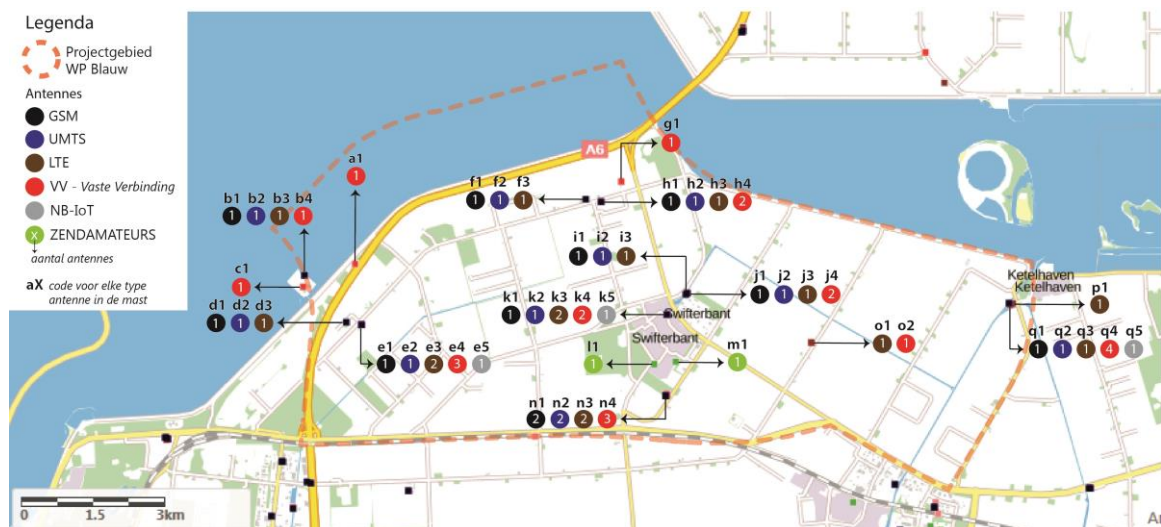 Legenda
Projectgebied
WP Blauw
Antennes
GSM
UMTS
LTE
VV - Vaste Verbinding
NB-IoT
X ZENDAMATEURS
aantal antennes
aX code voor elke type
antenne in de mast
0 1.5 3km
A6
g1
1
a1
1
f1 f2 f3
1 1 1
h1 h2 h3 h4
1 1 1 2
b1 b2 b3 b4
1 1 1 1
i1 i2 i3
1 1 1
c1
1
j1 j2 j3 j4
1 1 1 2
Ketelhaven
Ketelhaven
p1
1
d1 d2 d3
1 1 1
k1 k2 k3 k4 k5
1 1 2 2 1
Swifterbant
Swifterbant
o1 o2
1 1
q1 q2 q3 q4 q5
1 1 1 4 1
e1 e2 e3 e4 e5
1 1 2 3 1
l1
1
m1
1
n1 n2 n3 n4
2 2 2 3